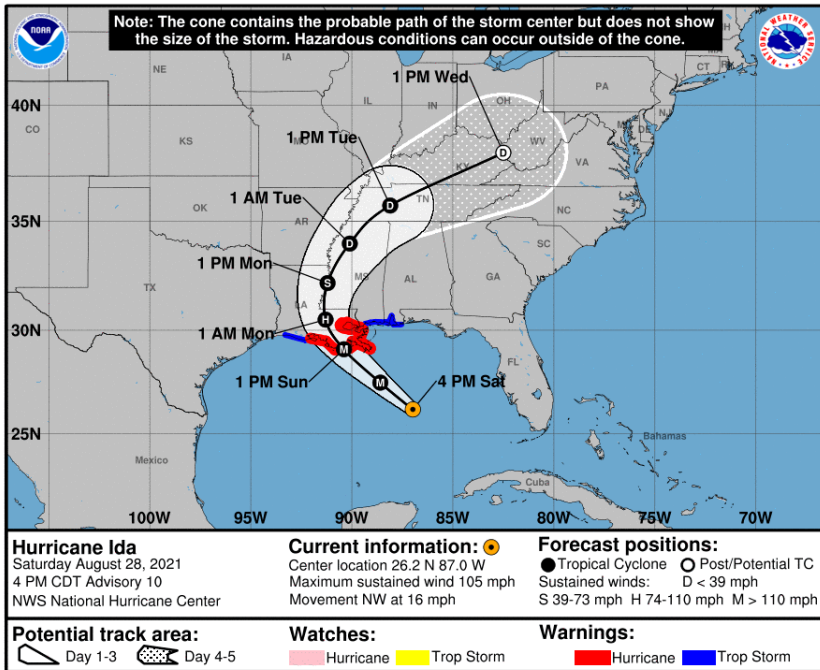 Note: The cone contains the probable path of the storm center but does not show
the size of the storm. Hazardous conditions can occur outside of the cone.
NOAA
NATIONAL WEATHER SERVICE
NE
IA
IL
IN
OH
PA
CT
NJ
MD
DE
CO
KS
MO
KY
WV
VA
OK
AR
TN
NC
TX
LA
MS
AL
GA
SC
FL
1 PM Wed
1 PM Tue
1 AM Tue
1 PM Mon
1 AM Mon
1 PM Sun
4 PM Sat
D
D
D
S
H
M
M
40N
35N
30N
25N
Mexico
Cuba
Bahamas
100W
95W
90W
85W
80W
75W
70W
Hurricane Ida
Saturday August 28, 2021
4 PM CDT Advisory 10
NWS National Hurricane Center
Current information:
Center location 26.2 N 87.0 W
Maximum sustained wind 105 mph
Movement NW at 16 mph
Forecast positions:
Tropical Cyclone Post/Potential TC
Sustained winds: D < 39 mph
S 39-73 mph H 74-110 mph M > 110 mph
Potential track area:
Day 1-3 Day 4-5
Watches:
Hurricane Trop Storm
Warnings:
Hurricane Trop Storm